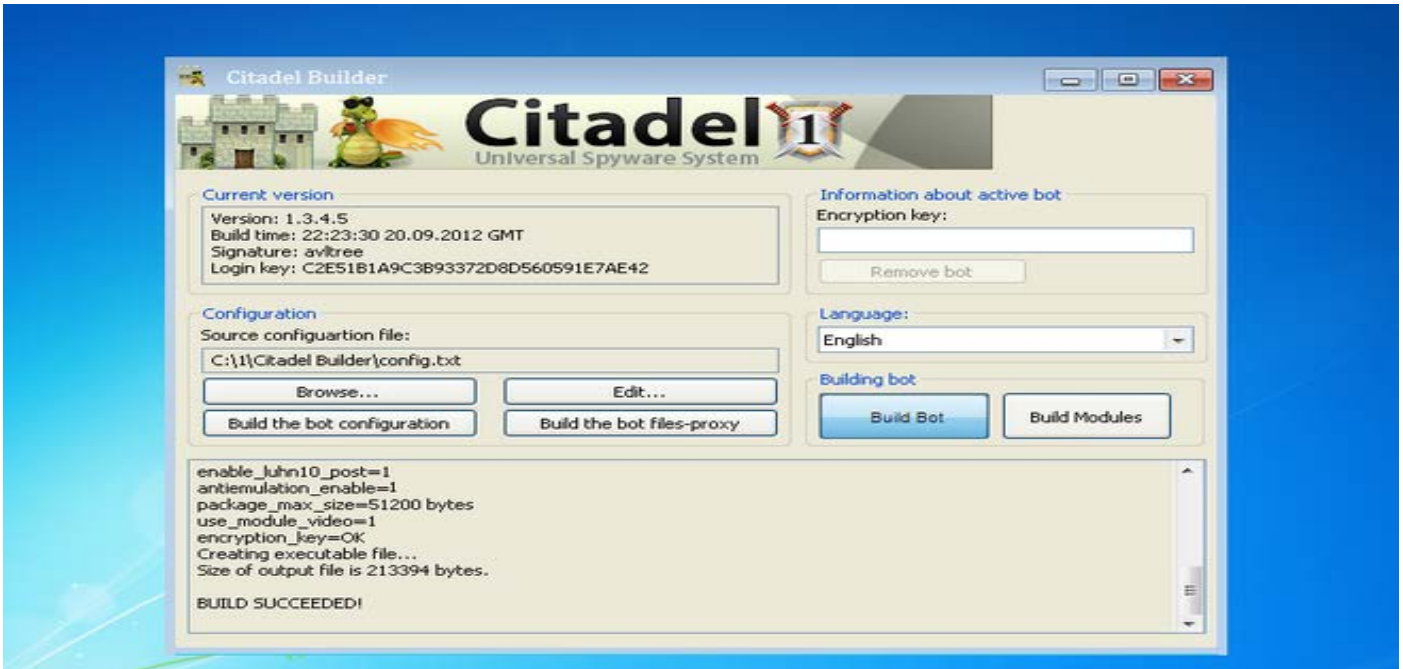 Citadel Builder
Citadel 1
Universal Spyware System
Current version
Version: 1.3.4.5
Build time: 22:23:30 20.09.2012 GMT
Signature: avltree
Login key: C2E51B1A9C3B93372D8D560591E7AE42
Information about active bot
Encryption key:
Remove bot
Configuration
Source configuartion file:
C:\1\Citadel Builder\config.txt
Browse...
Edit...
Build the bot configuration
Build the bot files-proxy
Language:
English
Building bot
Build Bot
Build Modules
enable_luhn10_post=1
antiemulation_enable=1
package_max_size=51200 bytes
use_module_video=1
encryption_key=OK
Creating executable file...
Size of output file is 213394 bytes.
BUILD SUCCEEDED!